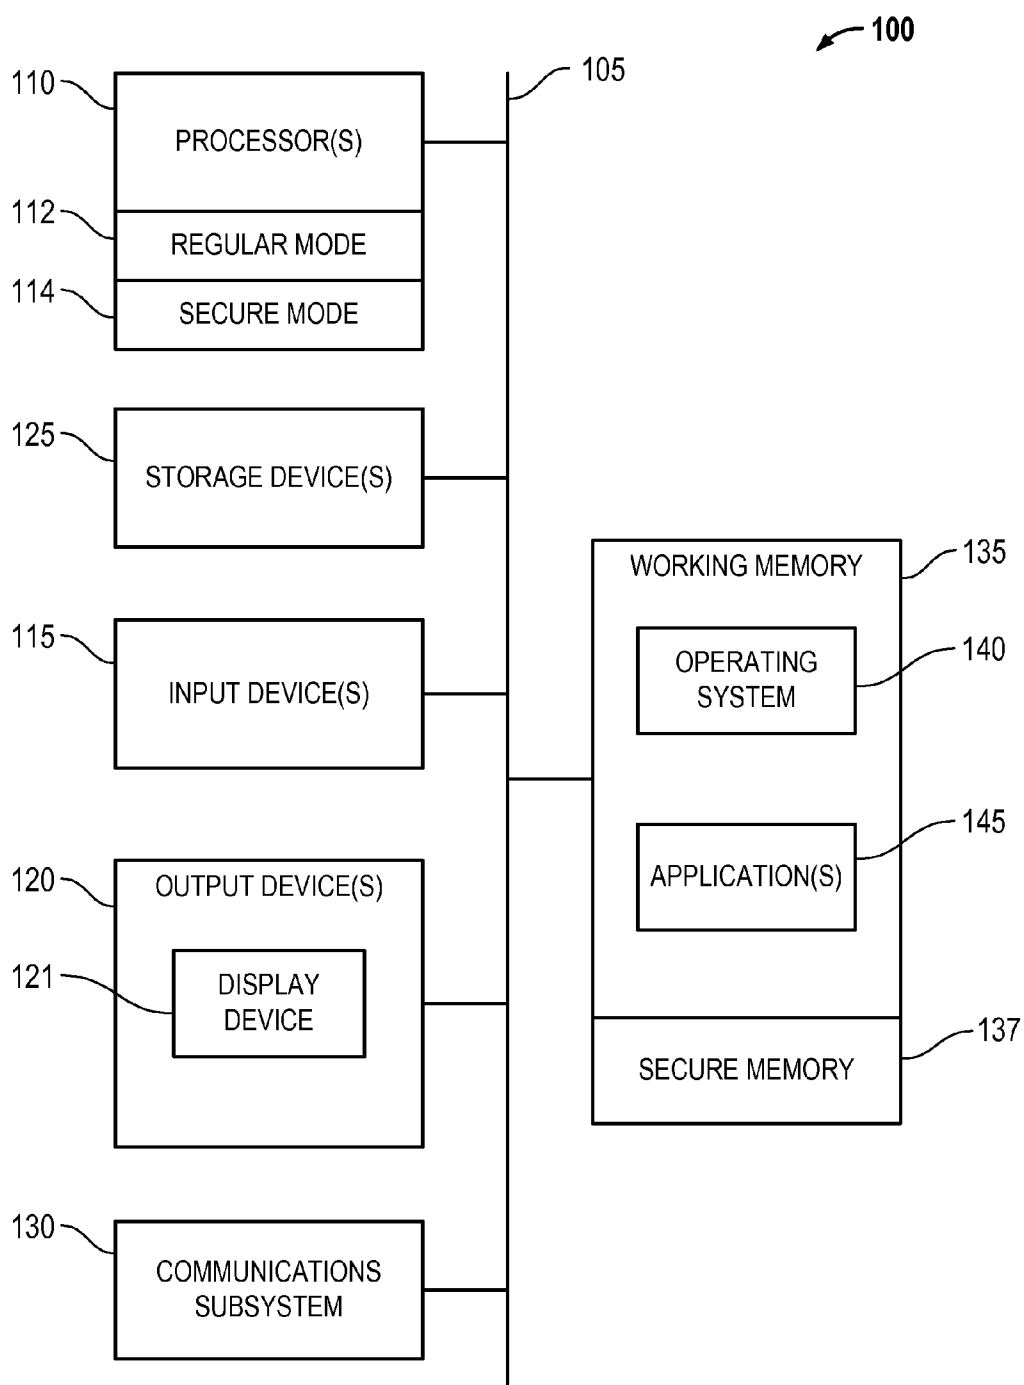 100
105
110
PROCESSOR(S)
112
REGULAR MODE
114
SECURE MODE
125
STORAGE DEVICE(S)
115
INPUT DEVICE(S)
120
OUTPUT DEVICE(S)
121
DISPLAY
DEVICE
130
COMMUNICATIONS
SUBSYSTEM
WORKING MEMORY
135
OPERATING
SYSTEM
140
APPLICATION(S)
145
SECURE MEMORY
137